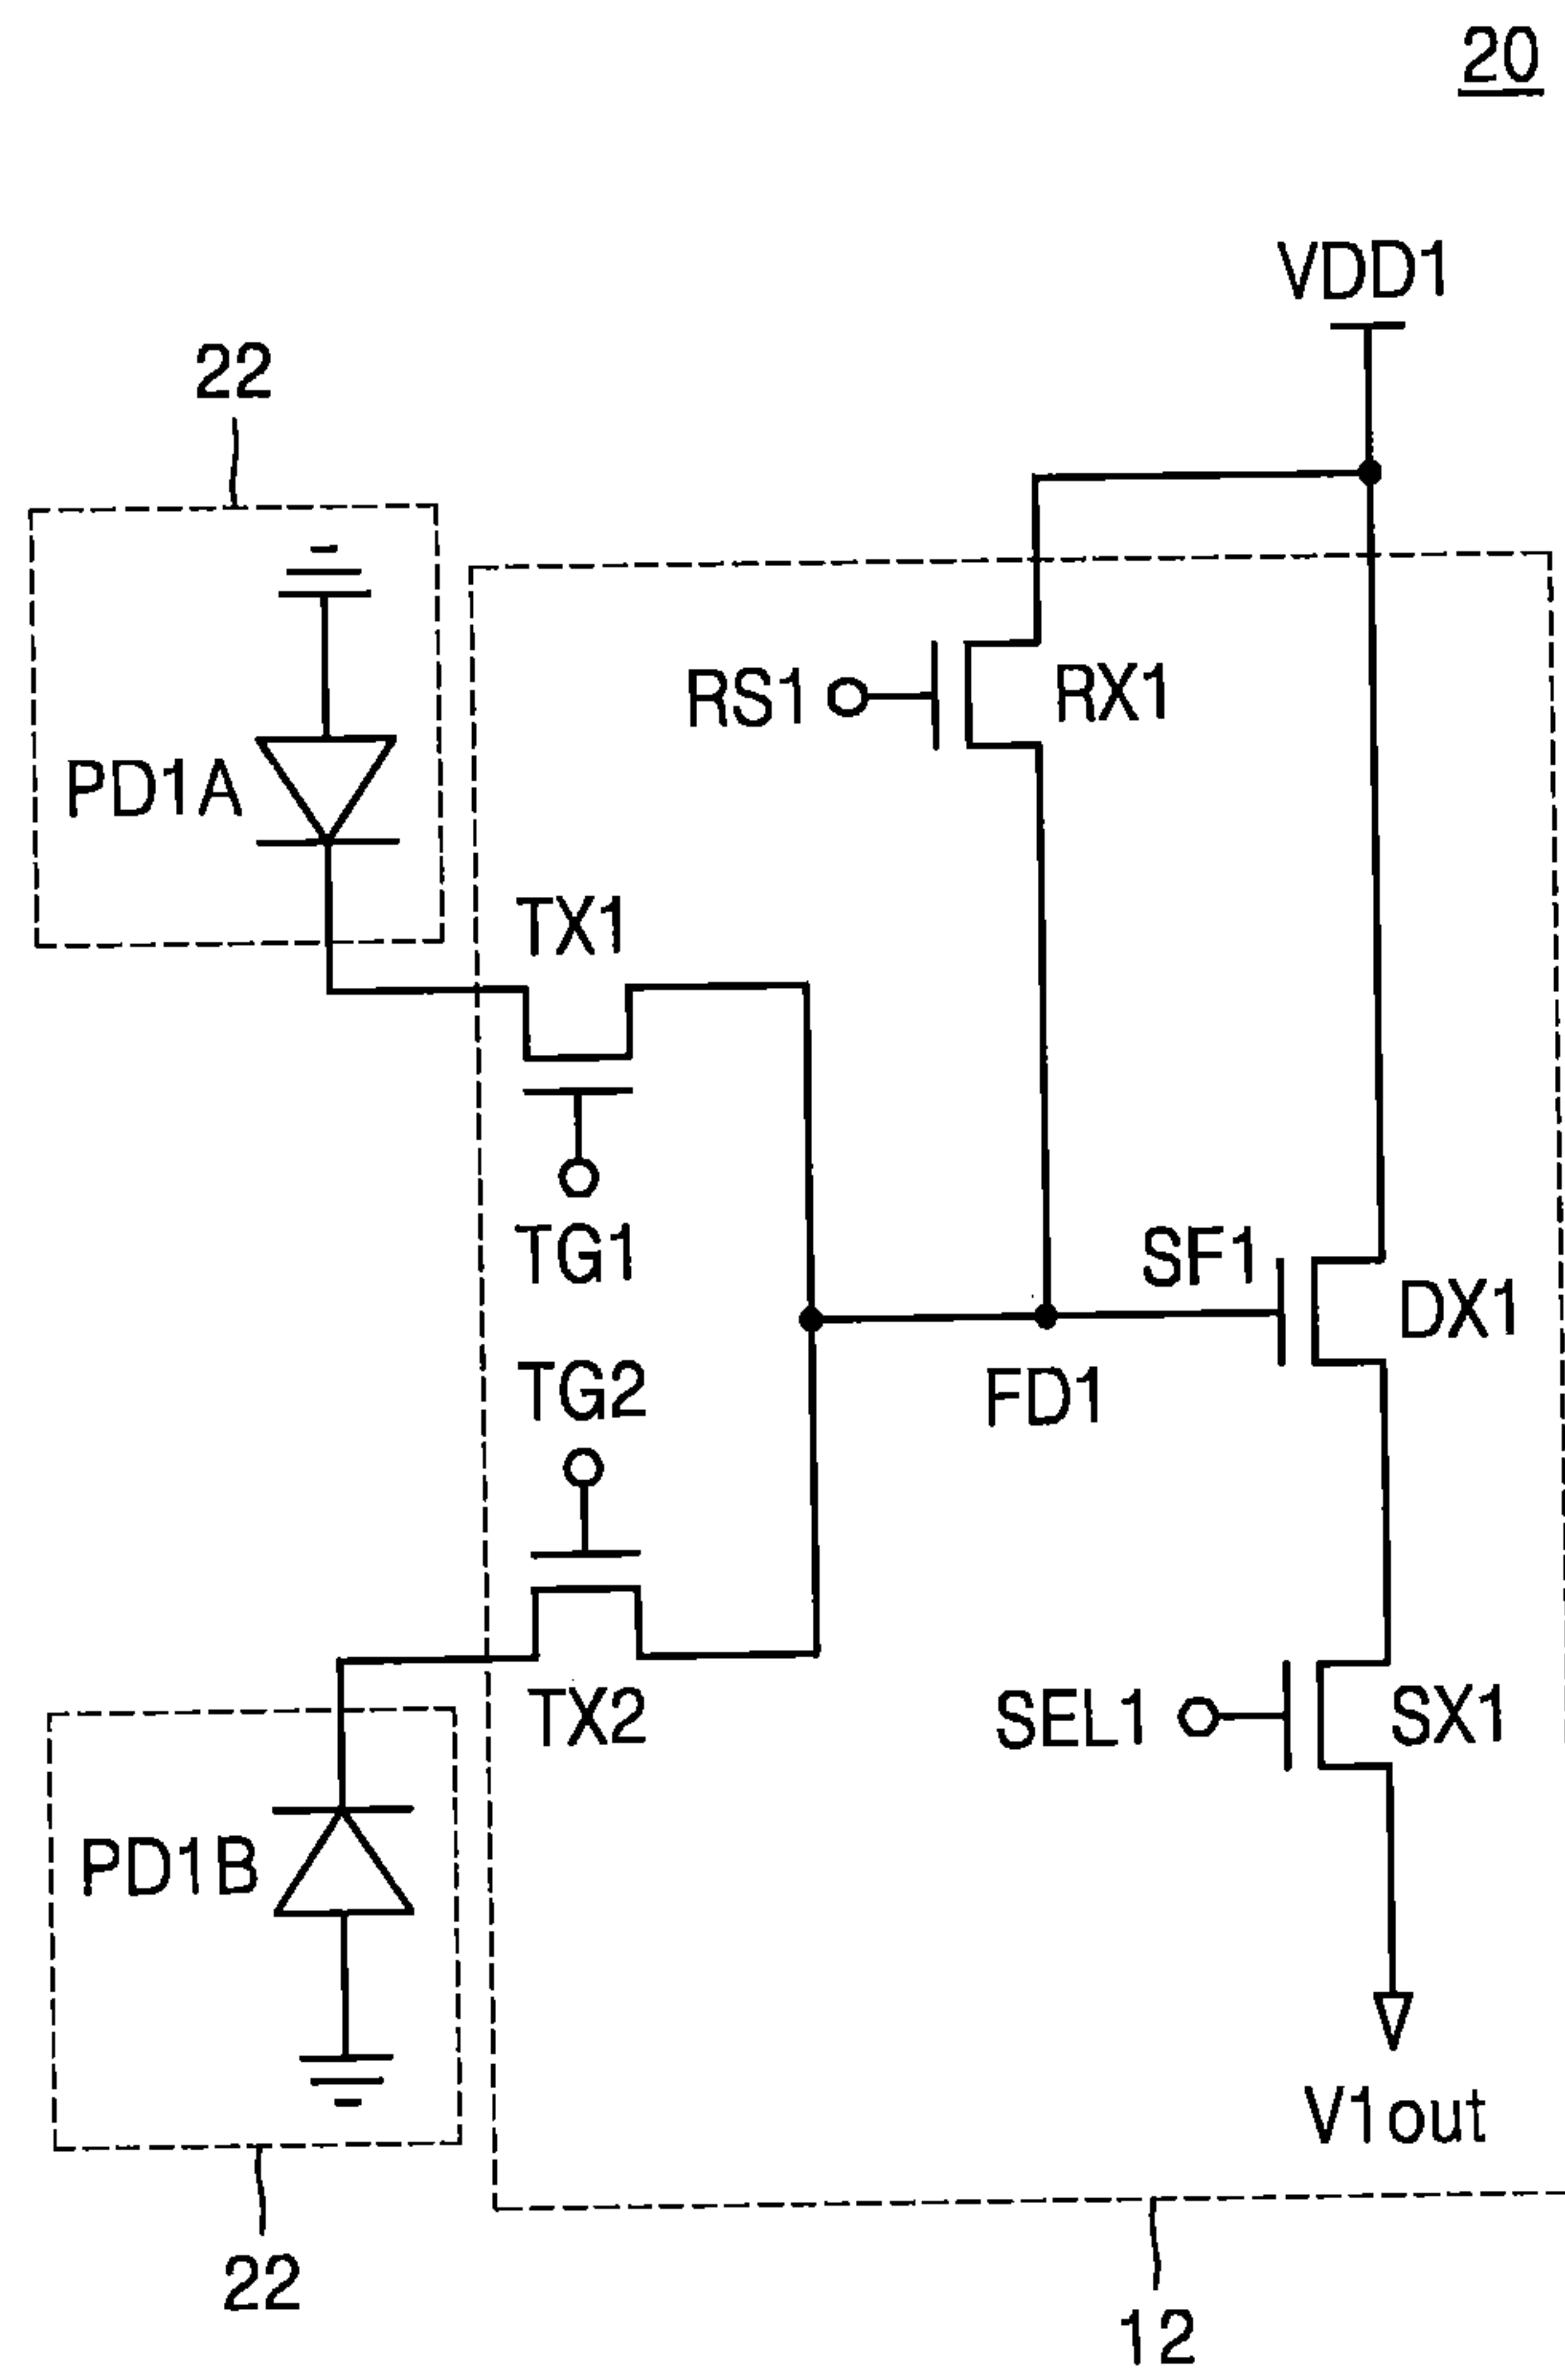 20
VDD1
22
RS1
RX1
PD1A
TX1
TG1
SF1
DX1
TG2
FD1
TX2
SEL1
SX1
PD1B
V1out
22
12